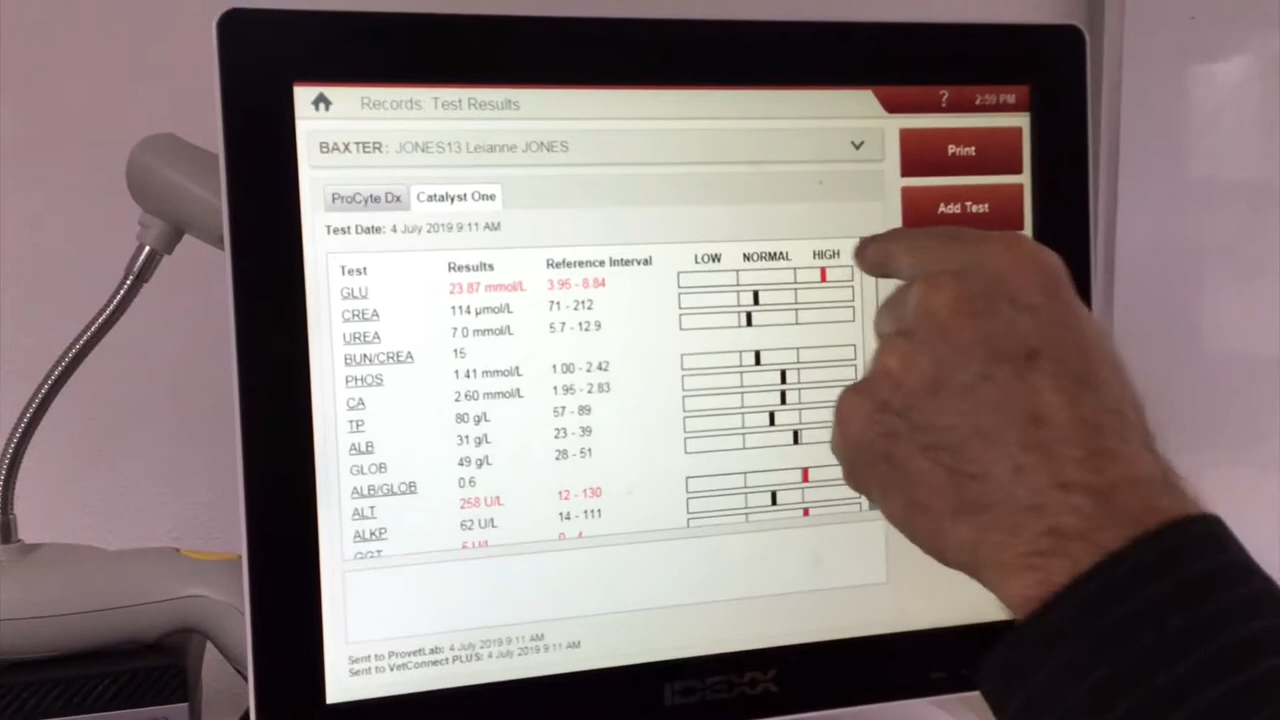 Records: Test Results
? 2:59 PM
BAXTER: JONES13 Leianne JONES
Print
ProCyte Dx Catalyst One
Add Test
Test Date: 4 July 2019 9:11 AM
Test Results Reference Interval LOW NORMAL HIGH
GLU 23.87 mmol/L 3.95 - 8.84
CREA 114 µmol/L 71 - 212
UREA 7.0 mmol/L 5.7 - 12.9
BUN/CREA 15
PHOS 1.41 mmol/L 1.00 - 2.42
CA 2.60 mmol/L 1.95 - 2.83
TP 80 g/L 57 - 89
ALB 31 g/L 23 - 39
GLOB 49 g/L 28 - 51
ALB/GLOB 0.6
ALT 258 U/L 12 - 130
ALKP 62 U/L 14 - 111
GGT
Sent to ProvetLab: 4 July 2019 9:11 AM
Sent to VetConnect PLUS: 4 July 2019 9:11 AM
IDEXX